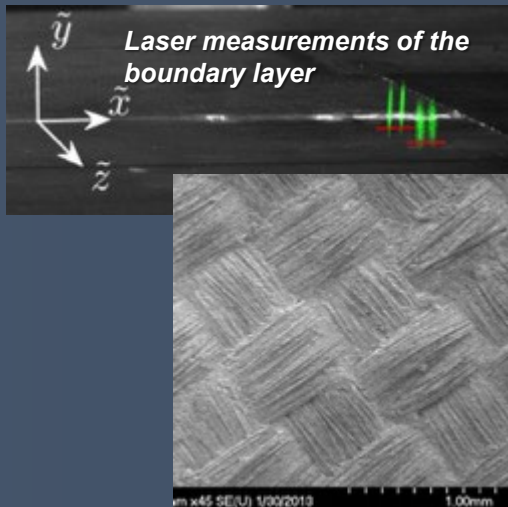 ỹ
Laser measurements of the
boundary layer
x̃
z̃
x45 SE(U) 1/30/2013 1.00mm